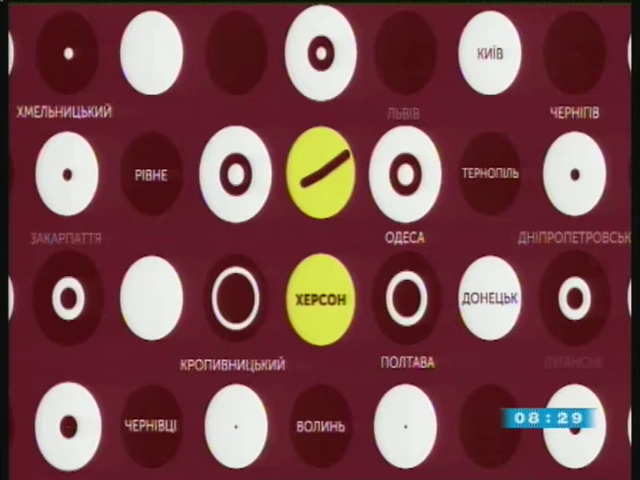 КИЇВ
ХМЕЛЬНИЦЬКИЙ
ЛЬВІВ
ЧЕРНІГІВ
РІВНЕ
ТЕРНОПІЛЬ
ЗАКАРПАТТЯ
ОДЕСА
ДНІПРОПЕТРОВСЬК
ХЕРСОН
ДОНЕЦЬК
КРОПИВНИЦЬКИЙ
ПОЛТАВА
ЛУГАНСЬК
08:29
ЧЕРНІВЦІ
ВОЛИНЬ